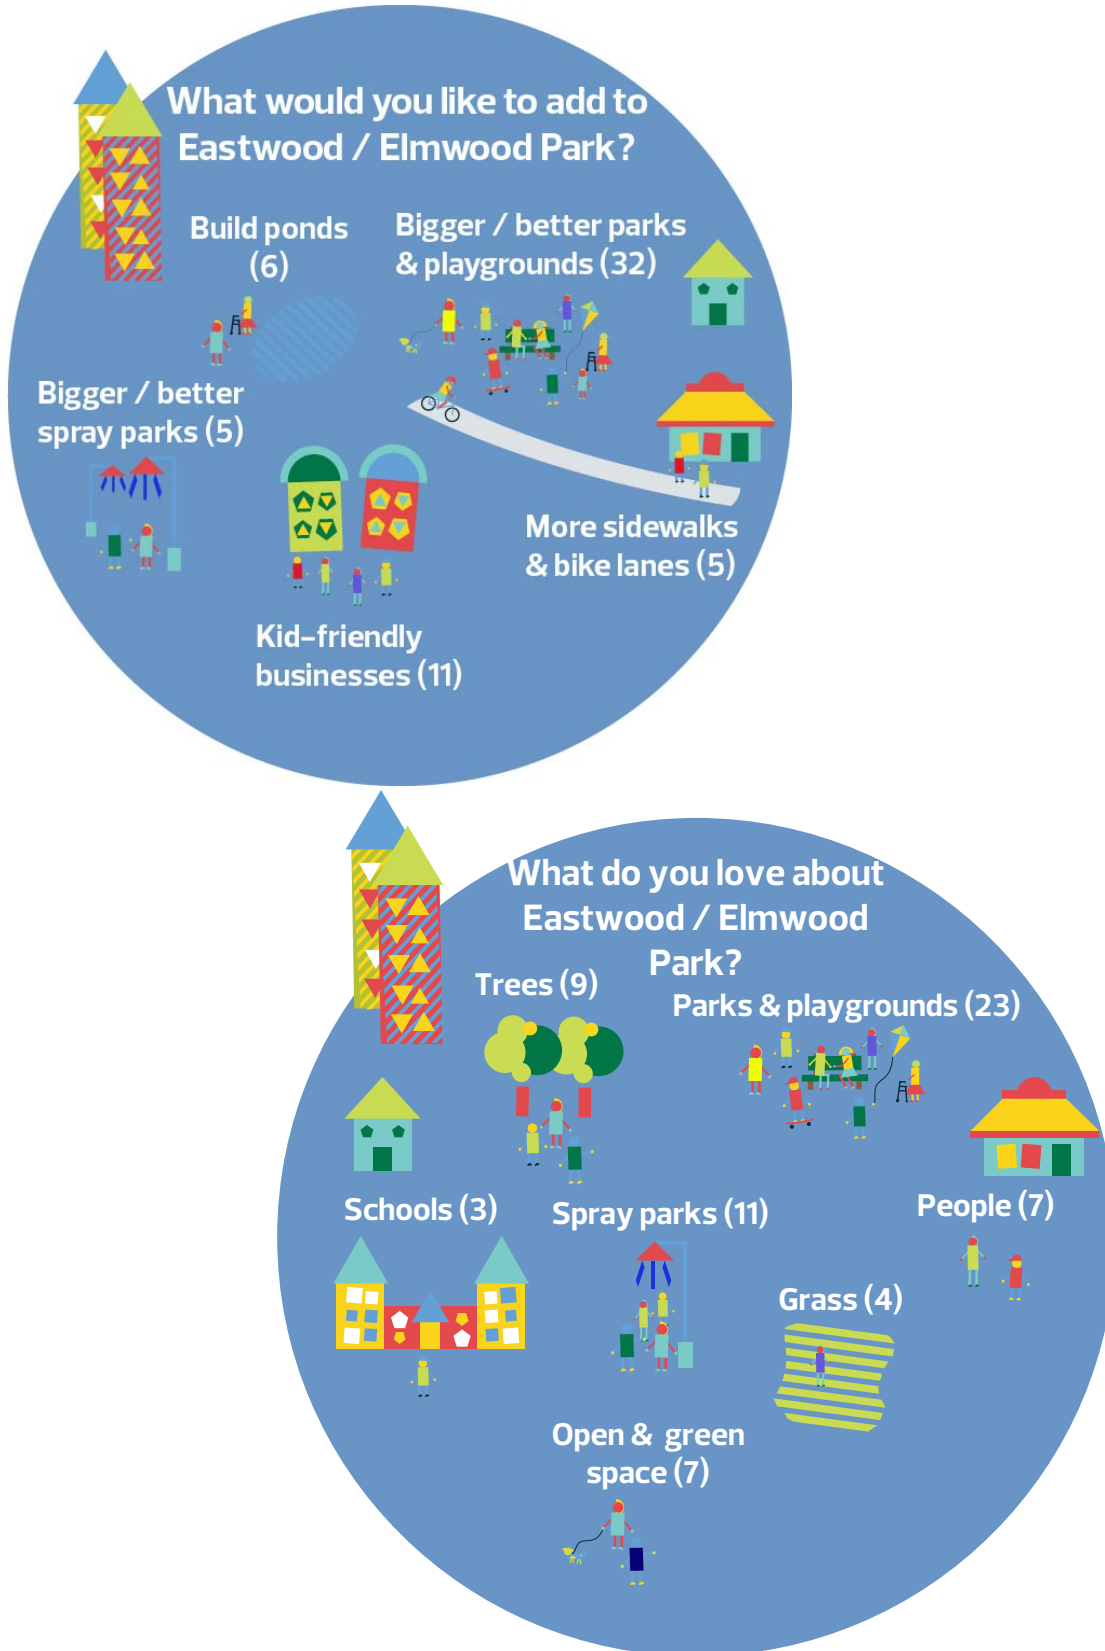 What would you like to add to
Eastwood / Elmwood Park?
Build ponds
(6)
Bigger / better parks
& playgrounds (32)
Bigger / better
spray parks (5)
More sidewalks
& bike lanes (5)
Kid-friendly
businesses (11)
What do you love about
Eastwood / Elmwood
Park?
Trees (9)
Parks & playgrounds (23)
Schools (3)
Spray parks (11)
People (7)
Grass (4)
Open & green
space (7)